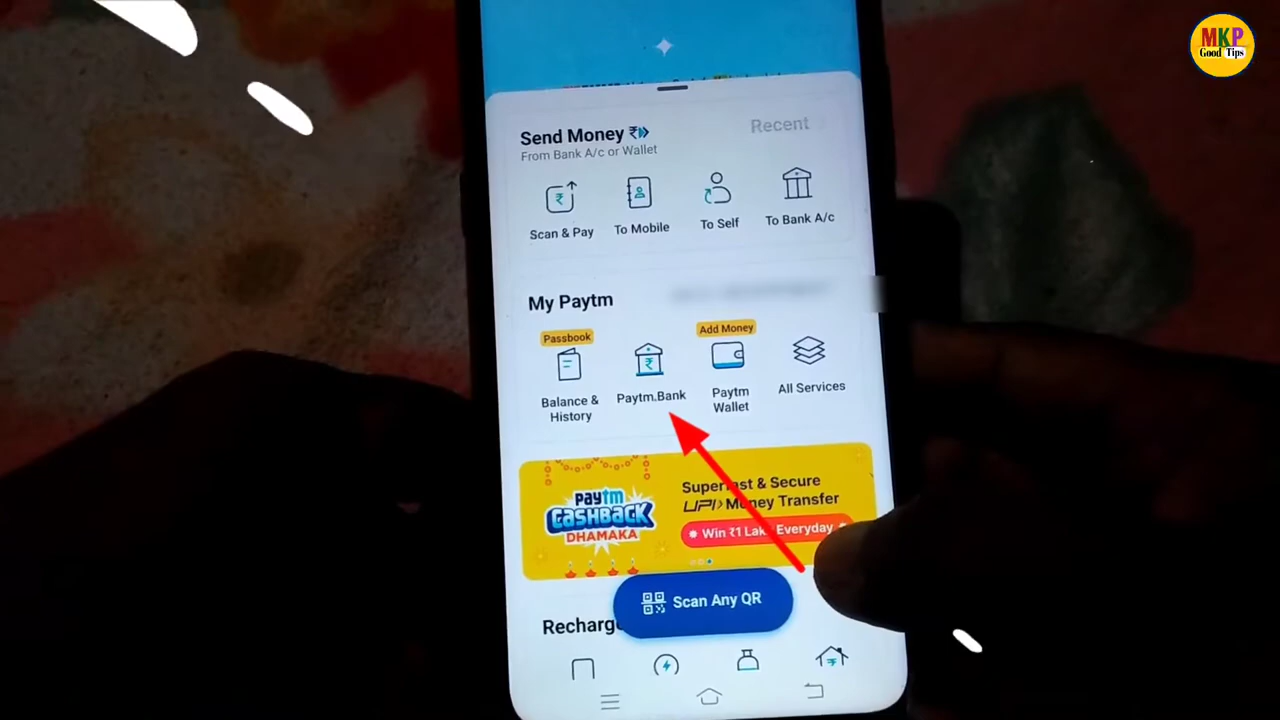 MKP
Good Tips
Send Money ₹
Recent
From Bank A/c or Wallet
₹
Scan & Pay
To Mobile
To Self
To Bank A/c
My Paytm
Passbook
Add Money
₹
Balance &
History
Paytm.Bank
Paytm
Wallet
All Services
paytm
CASHBACK
DHAMAKA
Superfast & Secure
UPI Money Transfer
Win ₹1 Lakh Everyday
Scan Any QR
Recharge
₹